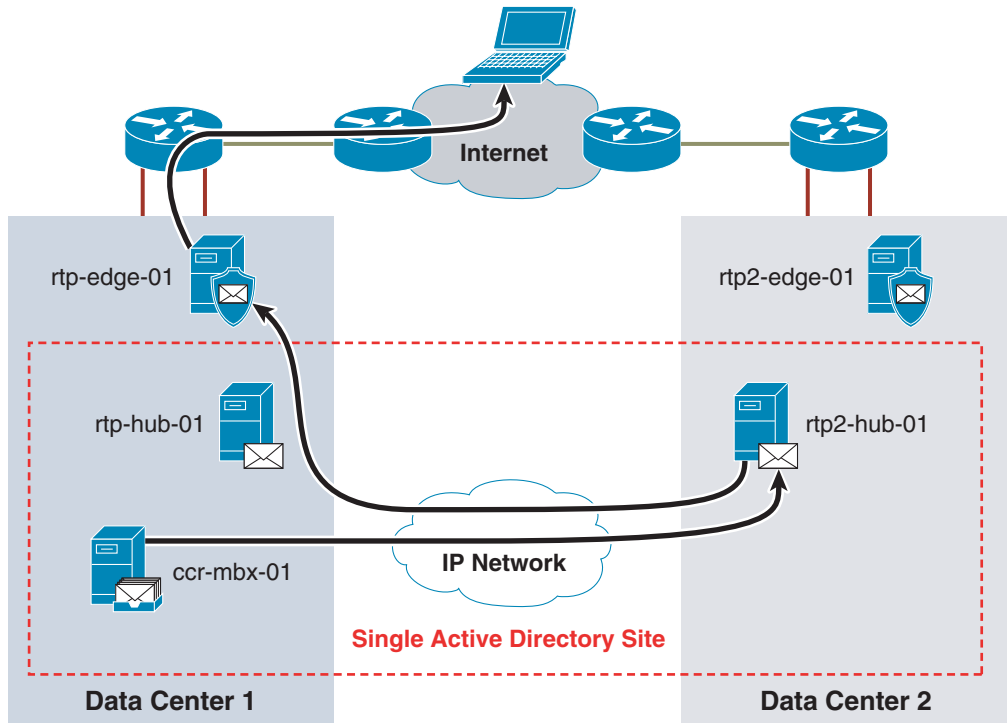 Internet
rtp-edge-01
rtp2-edge-01
rtp-hub-01
rtp2-hub-01
IP Network
ccr-mbx-01
Single Active Directory Site
Data Center 1
Data Center 2